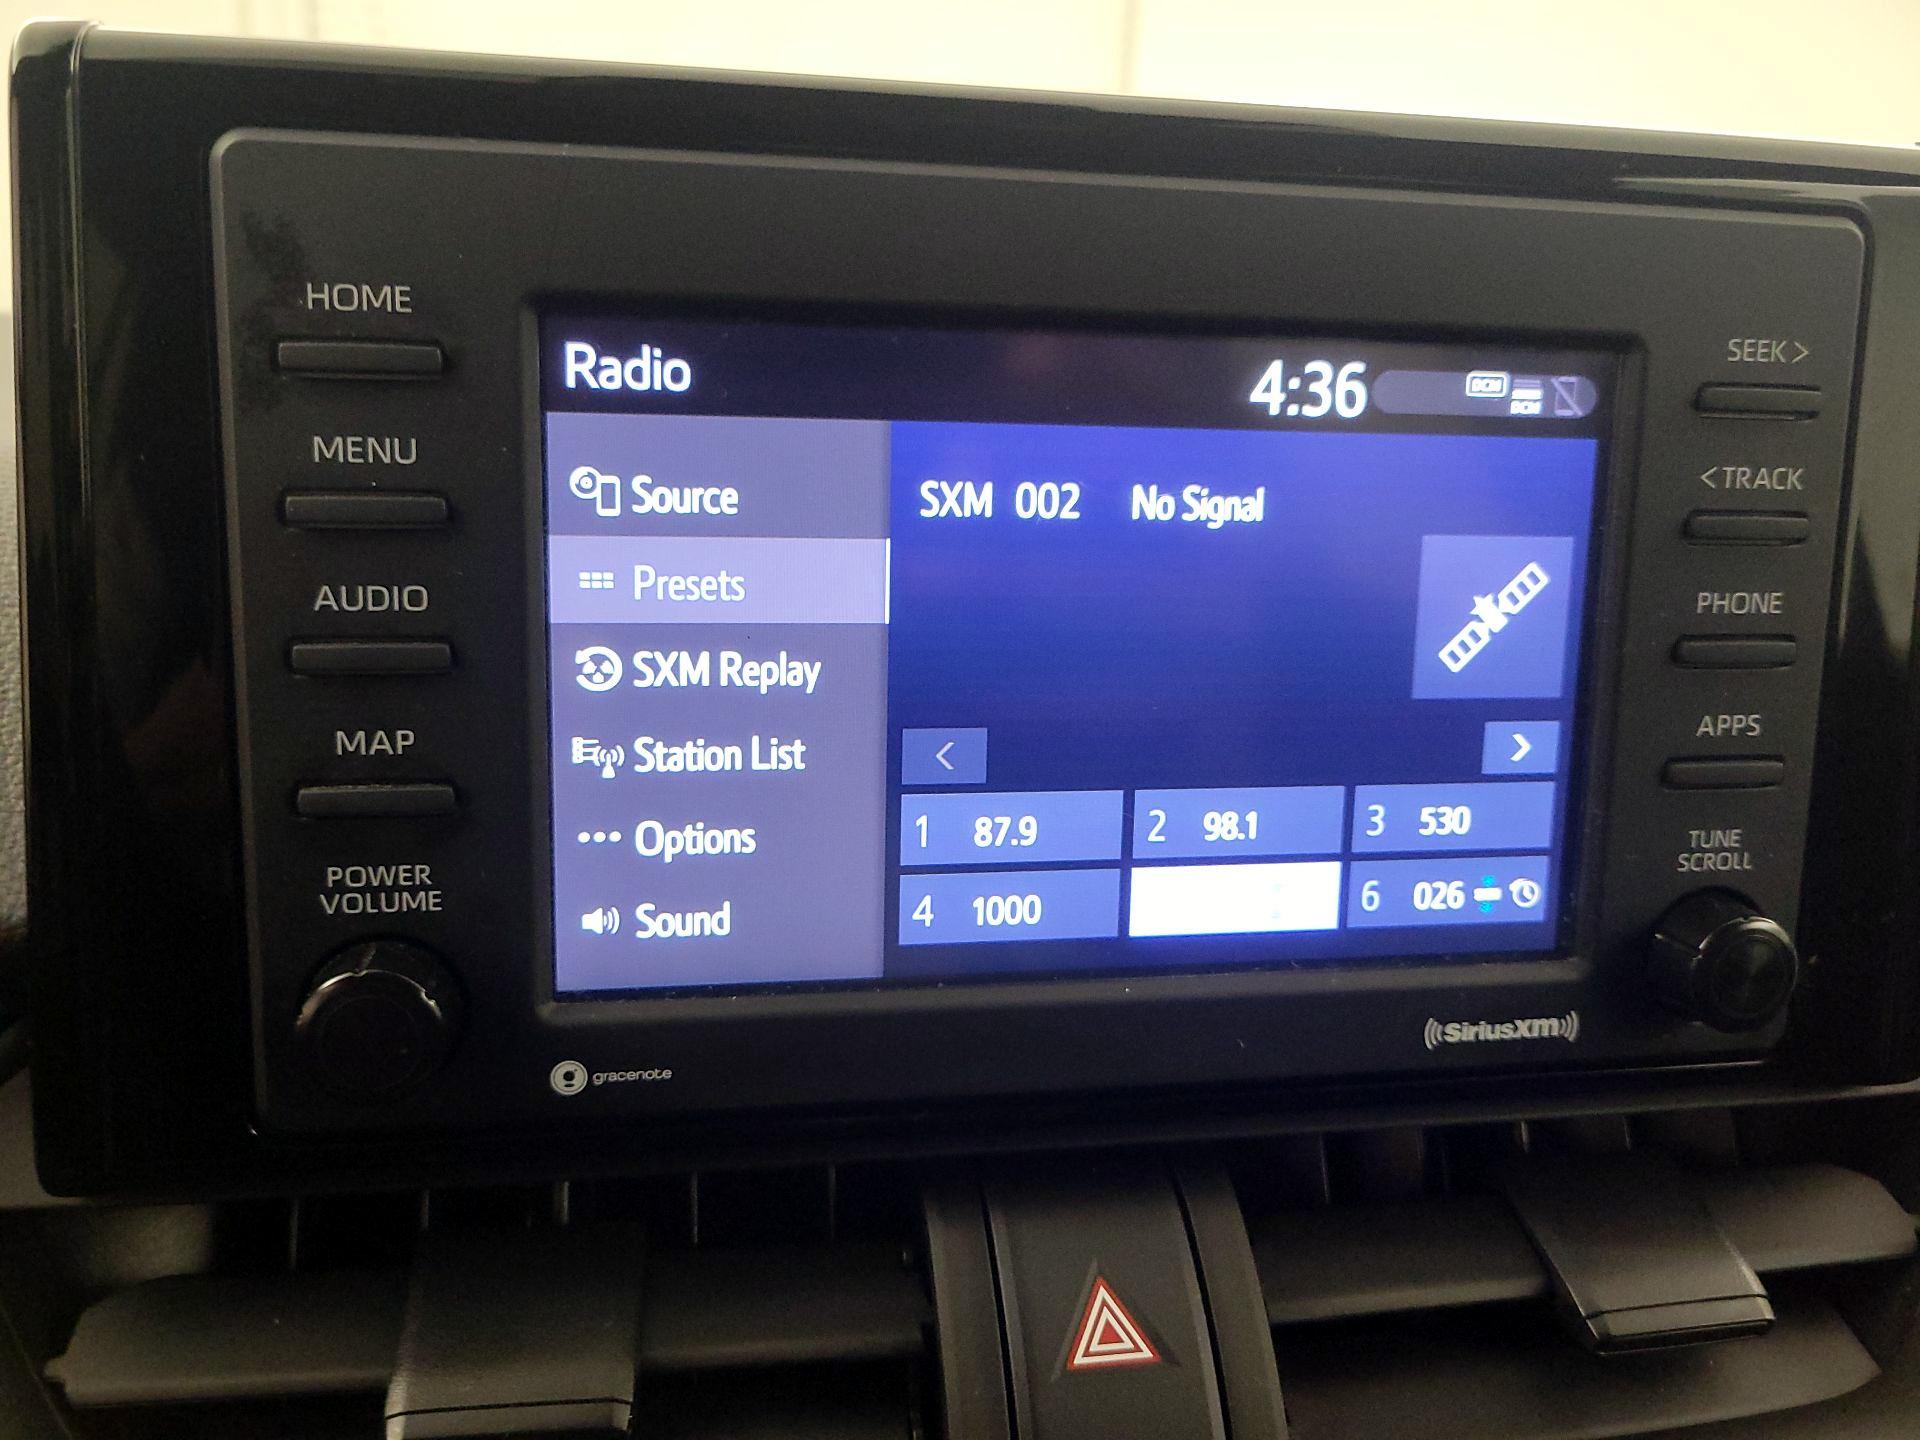 HOME
MENU
AUDIO
MAP
POWER
VOLUME
Radio
4:36
DCM
DCM
Source
Presets
SXM Replay
Station List
Options
Sound
SXM 002 No Signal
<
>
1 87.9
2 98.1
3 530
4 1000
6 026
SEEK >
< TRACK
PHONE
APPS
TUNE
SCROLL
gracenote
((SiriusXM))